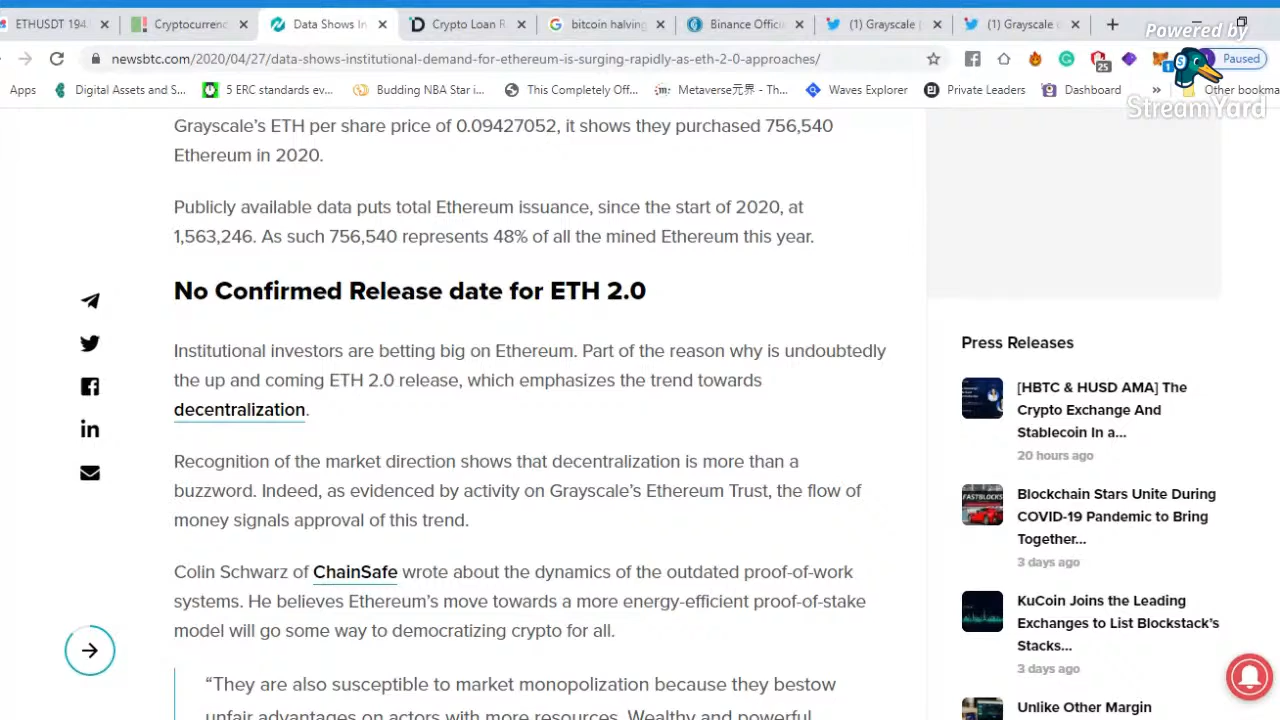 ETHUSDT 194
Cryptocurrenc
Data Shows In
Crypto Loan R
bitcoin halving
Binance Offici
(1) Grayscale
(1) Grayscale
Powered by
newsbtc.com/2020/04/27/data-shows-institutional-demand-for-ethereum-is-surging-rapidly-as-eth-2-0-approaches/
25
1
S
Paused
Apps
Digital Assets and S...
5 ERC standards ev...
Budding NBA Star i...
This Completely Off...
Metaverse元界 - Th...
Waves Explorer
Private Leaders
Dashboard
»
Other bookma
StreamYard
Grayscale's ETH per share price of 0.09427052, it shows they purchased 756,540
Ethereum in 2020.
Publicly available data puts total Ethereum issuance, since the start of 2020, at
1,563,246. As such 756,540 represents 48% of all the mined Ethereum this year.
No Confirmed Release date for ETH 2.0
Institutional investors are betting big on Ethereum. Part of the reason why is undoubtedly
the up and coming ETH 2.0 release, which emphasizes the trend towards
decentralization.
Recognition of the market direction shows that decentralization is more than a
buzzword. Indeed, as evidenced by activity on Grayscale's Ethereum Trust, the flow of
money signals approval of this trend.
Colin Schwarz of ChainSafe wrote about the dynamics of the outdated proof-of-work
systems. He believes Ethereum's move towards a more energy-efficient proof-of-stake
model will go some way to democratizing crypto for all.
“They are also susceptible to market monopolization because they bestow
unfair advantages on actors with more resources. Wealthy and powerful
Press Releases
[HBTC & HUSD AMA] The
Crypto Exchange And
Stablecoin In a...
20 hours ago
FASTBLOCKS
Blockchain Stars Unite During
COVID-19 Pandemic to Bring
Together...
3 days ago
KuCoin Joins the Leading
Exchanges to List Blockstack's
Stacks...
3 days ago
Unlike Other Margin